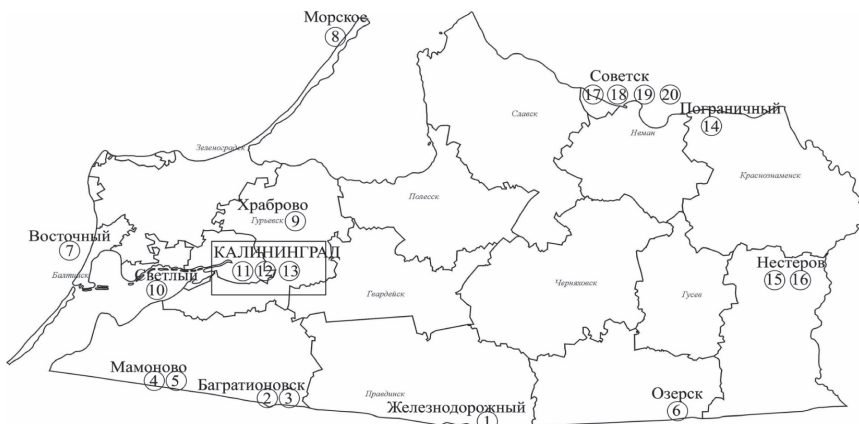 Морское
8
Советск
17 18 19 20
Пограничный
14
Славск
Неман
Краснознаменск
Зеленоградск
Полесск
Храброво
Гурьевск 9
Восточный
7
Балтийск
КАЛИНИНГРАД
11 12 13
Светлый
10
Гвардейск
Черняховск
Гусев
Нестеров
15 16
Мамоново
4 5
Багратионовск
2 3
Правдинск
Железнодорожный
1
Озерск
6